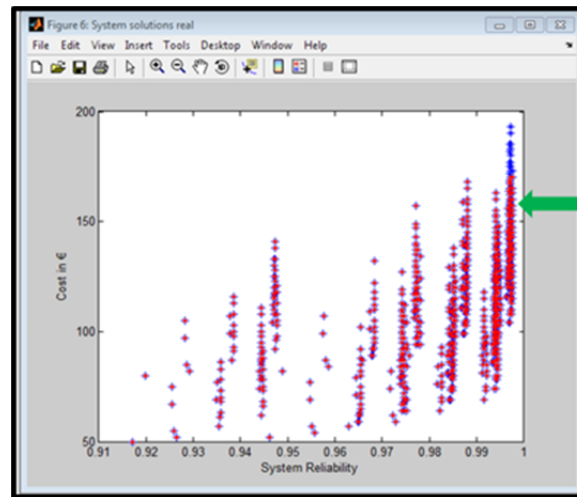 Figure 6: System solutions real
File Edit View Insert Tools Desktop Window Help
200
150
100
50
Cost in €
0.91 0.92 0.93 0.94 0.95 0.96 0.97 0.98 0.99 1
System Reliability